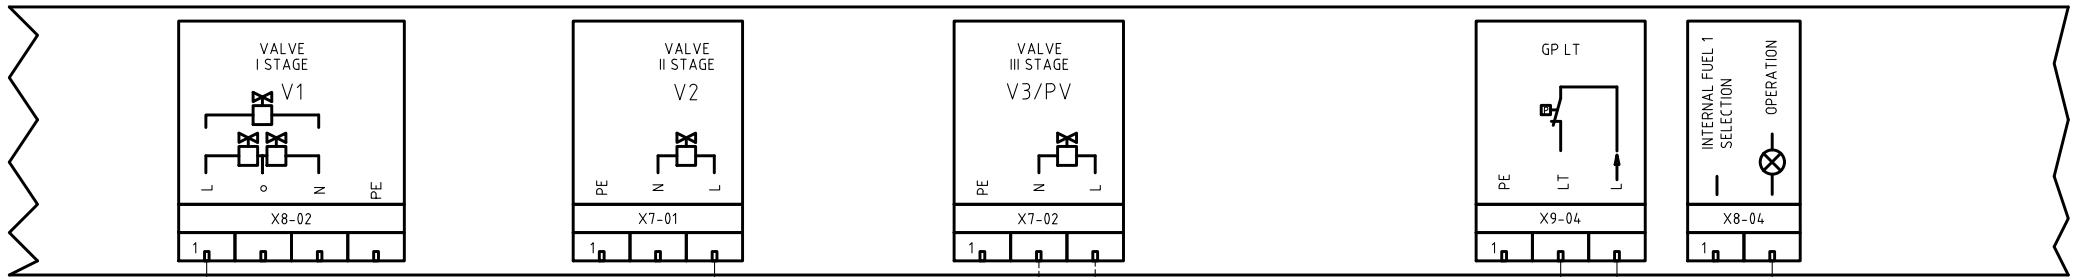 VALVE
I STAGE
V1
L
o
N
PE
X8-02
1
VALVE
II STAGE
V2
PE
N
L
X7-01
1
VALVE
III STAGE
V3/PV
PE
N
L
X7-02
1
GP LT
P
PE
LT
L
X9-04
1
INTERNAL FUEL 1
SELECTION
OPERATION
X8-04
1